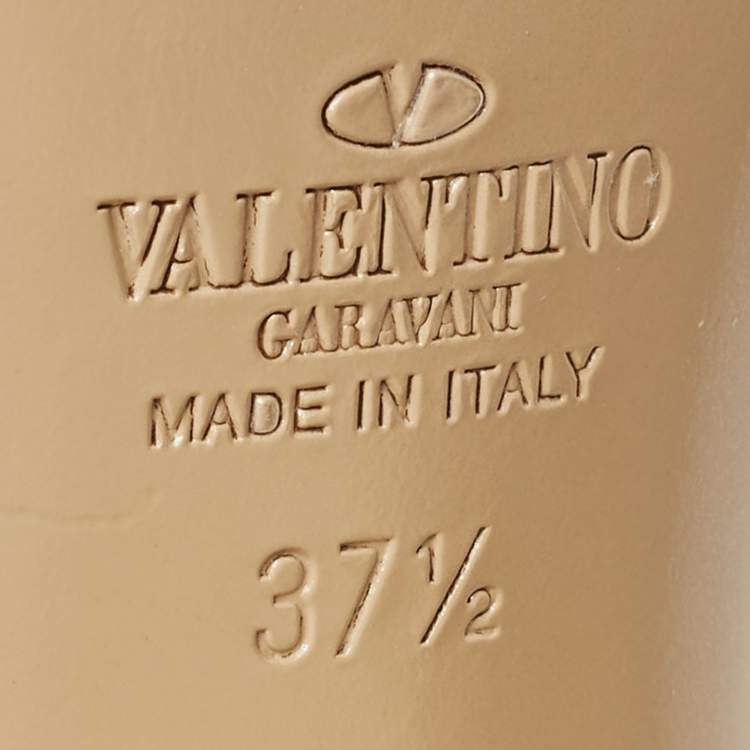 VALENTINO
GARAVANI
MADE IN ITALY
37½